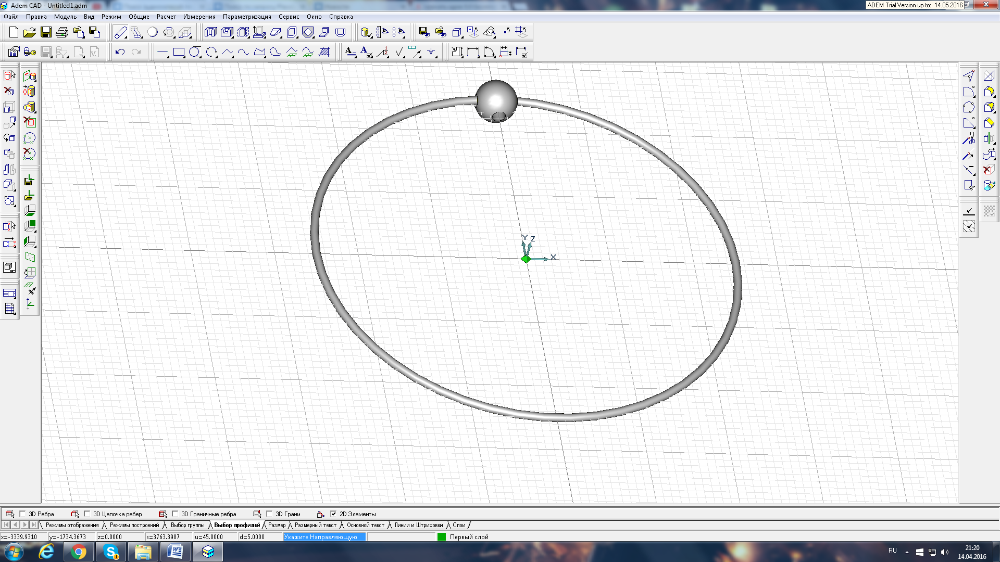 Adem CAD - Untitled1.adm
ADEM Trial Version up to: 14.05.2016
Файл Правка Модуль Вид Режим Общие Расчет Измерения Параметризация Сервис Окно Справка
Y Z
X
3D Ребра 3D Цепочка ребер 3D Граничные ребра 3D Грани 2D Элементы
Режимы отображения Режимы построений Выбор группы Выбор профилей Размер Размерный текст Основной текст Линии и Штриховки Слои
x=-3339.9310 y=-1734.3673 z=0.0000 s=3763.3987 u=45.0000 d=5.0000 Укажите Направляющую Первый слой
RU 21:20
14.04.2016